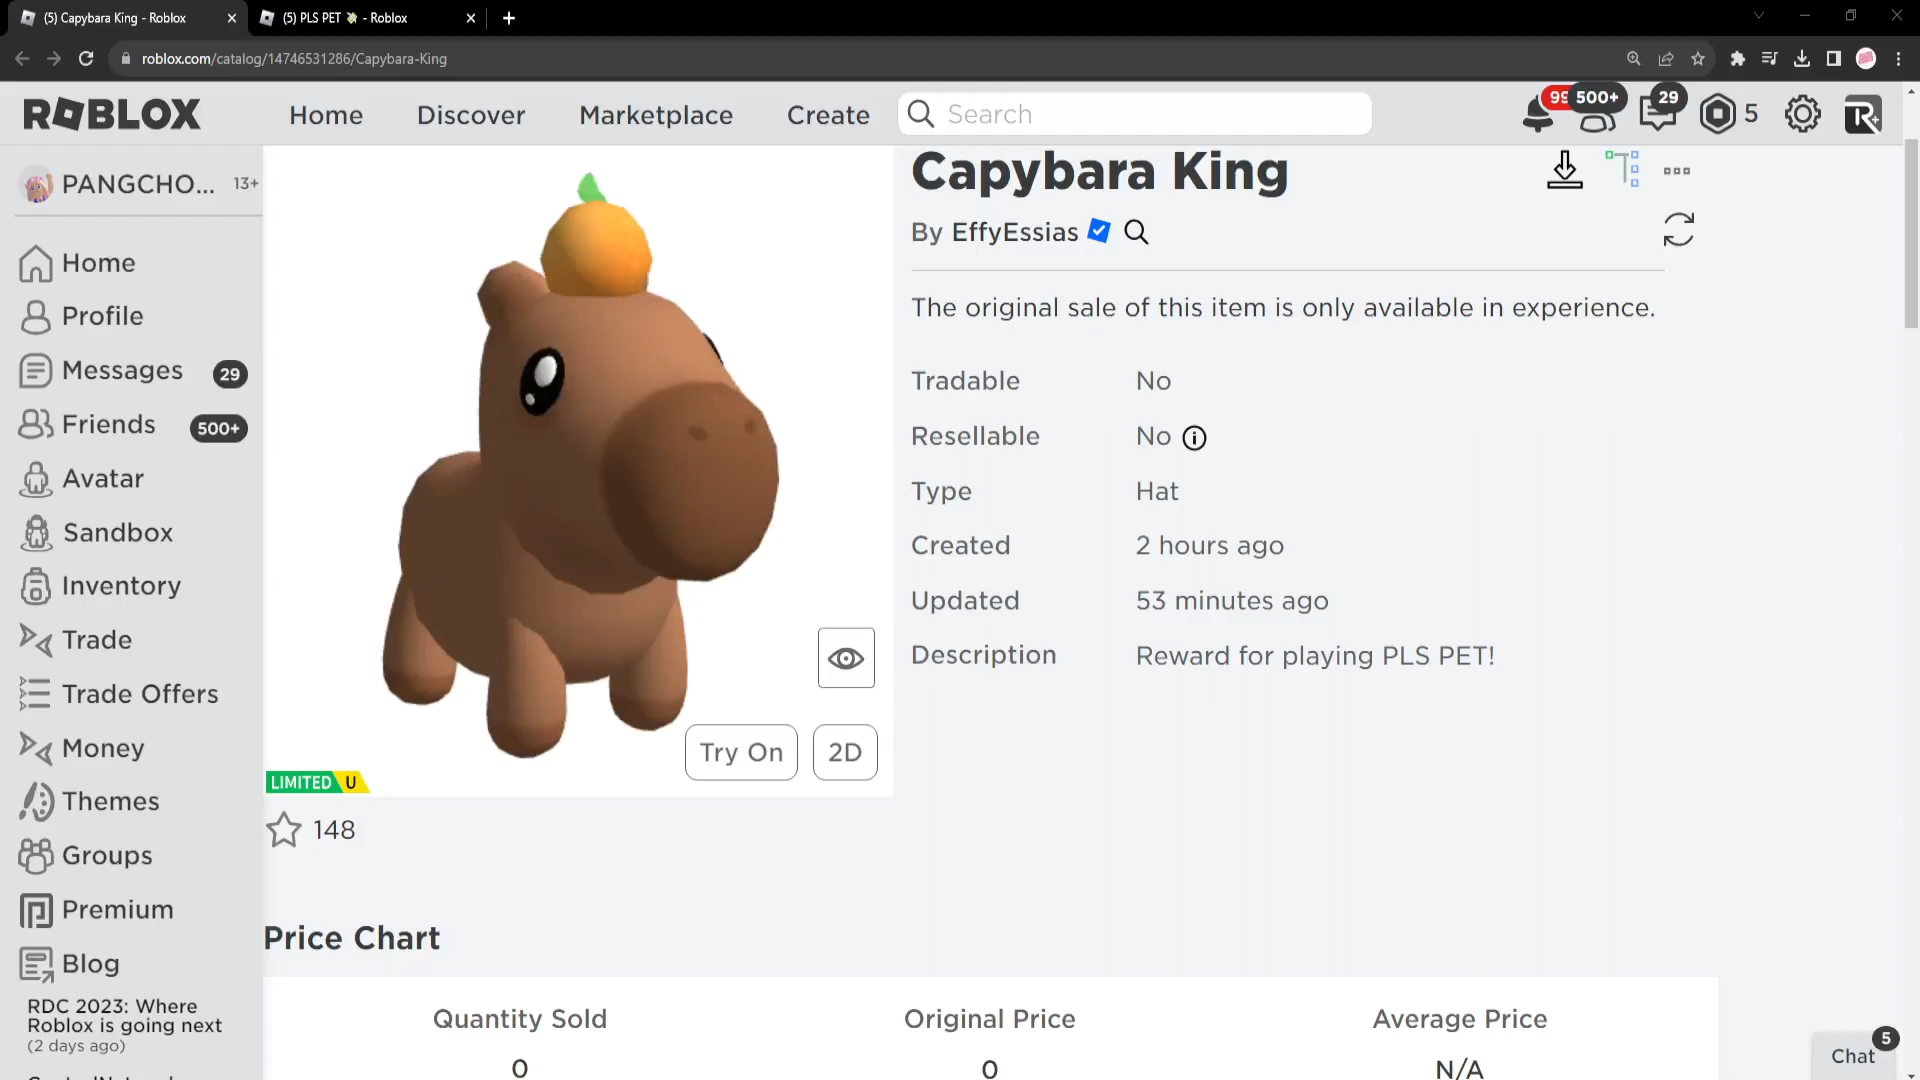 (5) Capybara King - Roblox
(5) PLS PET 💸 - Roblox
roblox.com/catalog/14746531286/Capybara-King
ROBLOX
Home
Discover
Marketplace
Create
Search
99
500+
29
5
PANGCHO...
13+
Home
Profile
Messages
29
Friends
500+
Avatar
Sandbox
Inventory
Trade
Trade Offers
Money
Themes
Groups
Premium
Blog
RDC 2023: Where
Roblox is going next
(2 days ago)
LIMITED U
Try On
2D
148
Capybara King
By EffyEssias
The original sale of this item is only available in experience.
Tradable No
Resellable No
Type Hat
Created 2 hours ago
Updated 53 minutes ago
Description Reward for playing PLS PET!
Price Chart
Quantity Sold
0
Original Price
0
Average Price
N/A
Chat
5